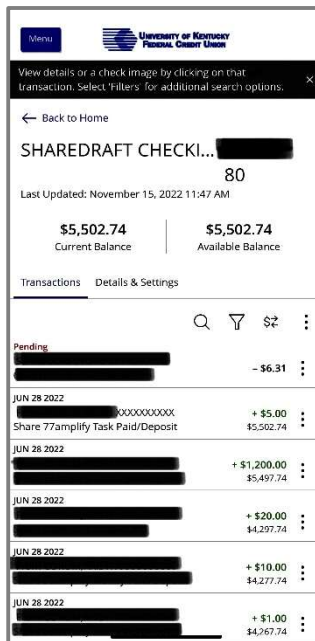 Menu
University of Kentucky
Federal Credit Union
View details or a check image by clicking on that
transaction. Select 'Filters' for additional search options.
← Back to Home
SHAREDRAFT CHECKI...
80
Last Updated: November 15, 2022 11:47 AM
$5,502.74 $5,502.74
Current Balance Available Balance
Transactions Details & Settings
Pending
– $6.31
JUN 28 2022
XXXXXXXXXX + $5.00
Share 77amplify Task Paid/Deposit $5,502.74
JUN 28 2022
+ $1,200.00
$5,497.74
JUN 28 2022
+ $20.00
$4,297.74
JUN 28 2022
+ $10.00
$4,277.74
JUN 28 2022
+ $1.00
$4,267.74